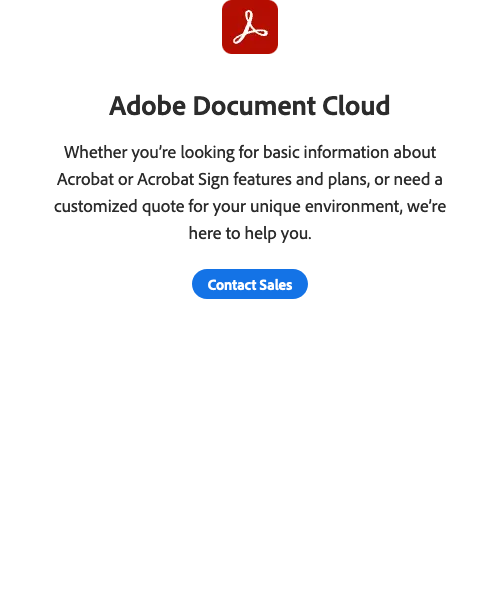 Adobe Document Cloud
Whether you’re looking for basic information about
Acrobat or Acrobat Sign features and plans, or need a
customized quote for your unique environment, we’re
here to help you.
Contact Sales